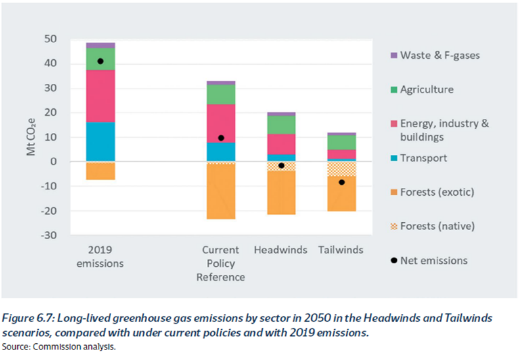 50
40
30
20
10
0
-10
-20
-30
Mt CO₂e
2019
emissions
Current
Policy
Reference
Headwinds
Tailwinds
Waste & F-gases
Agriculture
Energy, industry &
buildings
Transport
Forests (exotic)
Forests (native)
Net emissions
Figure 6.7: Long-lived greenhouse gas emissions by sector in 2050 in the Headwinds and Tailwinds
scenarios, compared with under current policies and with 2019 emissions.
Source: Commission analysis.